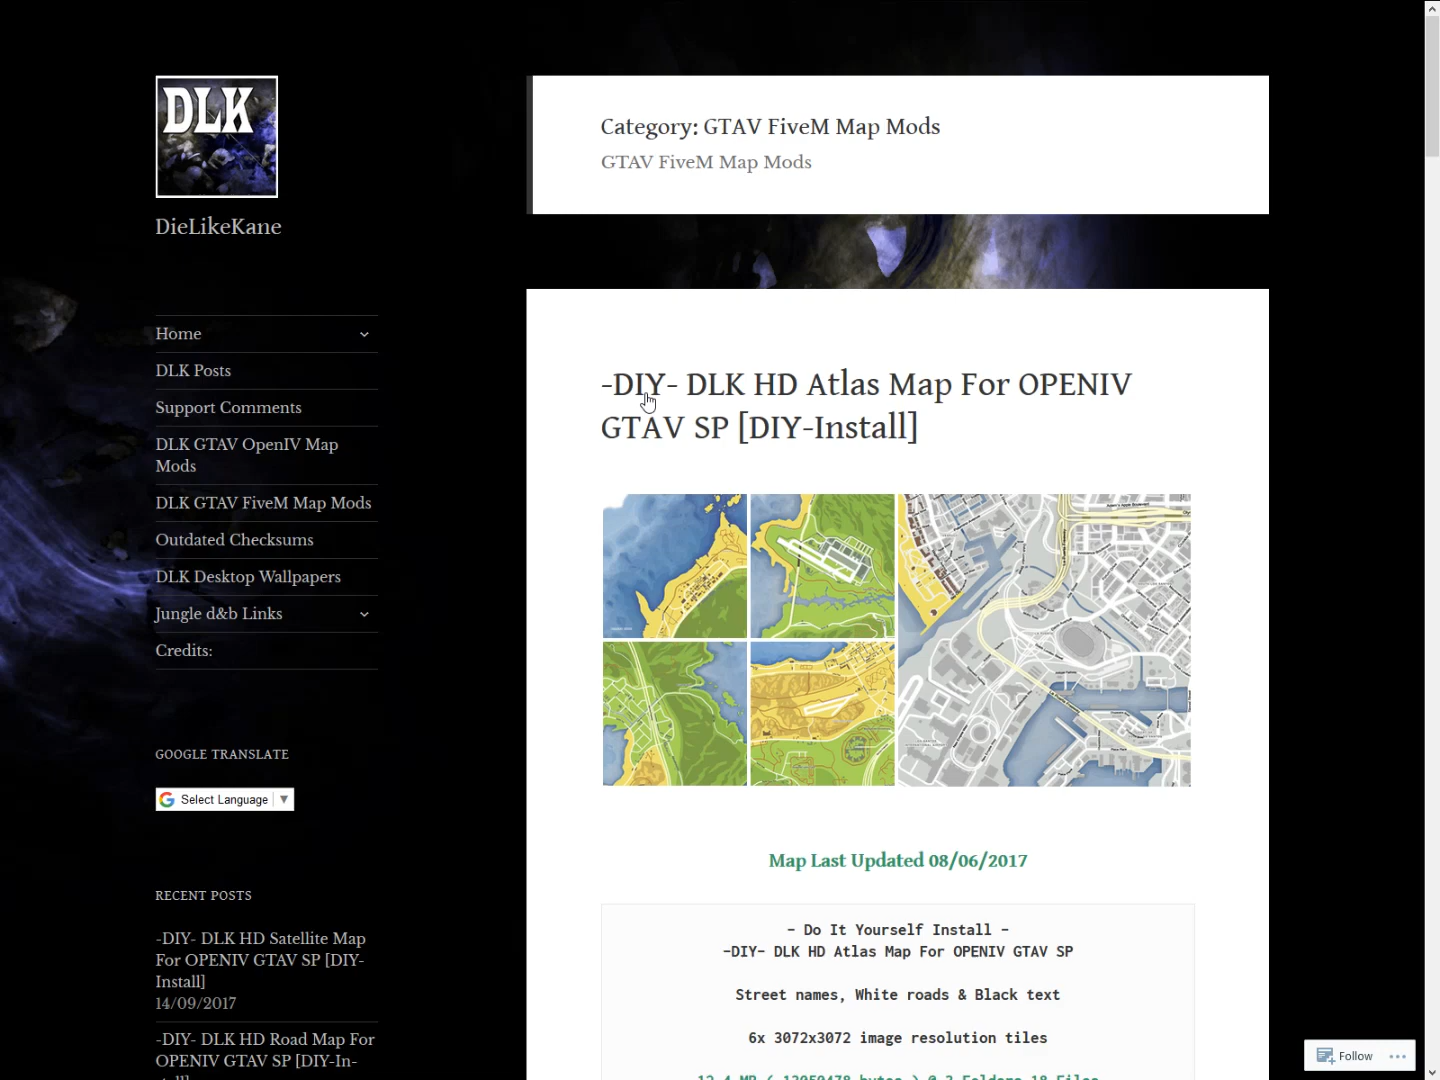 DLK
DieLikeKane
Home
DLK Posts
Support Comments
DLK GTAV OpenIV Map
Mods
DLK GTAV FiveM Map Mods
Outdated Checksums
DLK Desktop Wallpapers
Jungle d&b Links
Credits:
GOOGLE TRANSLATE
Select Language
RECENT POSTS
-DIY- DLK HD Satellite Map
For OPENIV GTAV SP [DIY-
Install]
14/09/2017
-DIY- DLK HD Road Map For
OPENIV GTAV SP [DIY-In-
Category: GTAV FiveM Map Mods
GTAV FiveM Map Mods
-DIY- DLK HD Atlas Map For OPENIV
GTAV SP [DIY-Install]
Map Last Updated 08/06/2017
- Do It Yourself Install -
-DIY- DLK HD Atlas Map For OPENIV GTAV SP
Street names, White roads & Black text
6x 3072x3072 image resolution tiles
Follow